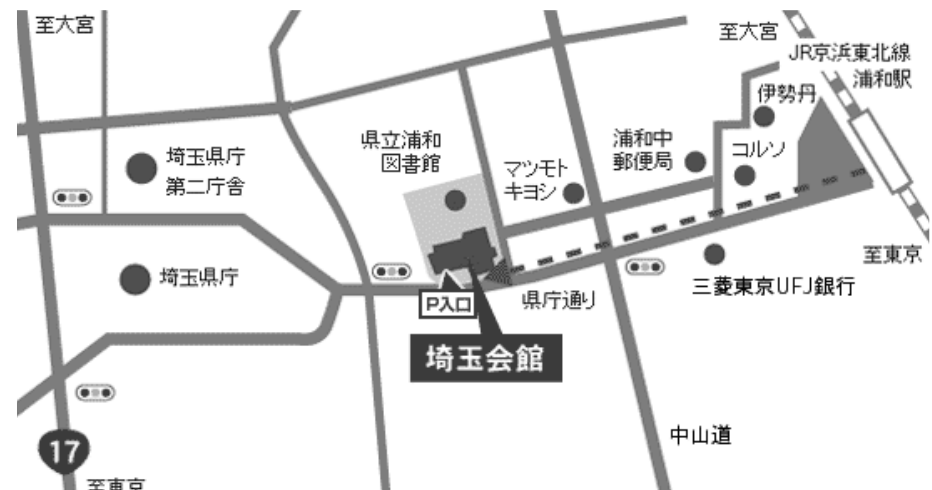 至大宮
至大宮
JR京浜東北線
浦和駅
伊勢丹
県立浦和
図書館
浦和中
郵便局
コルソ
埼玉県庁
第二庁舎
マツモト
キヨシ
至東京
埼玉県庁
三菱東京UFJ銀行
P入口
県庁通り
埼玉会館
中山道
17
至東京